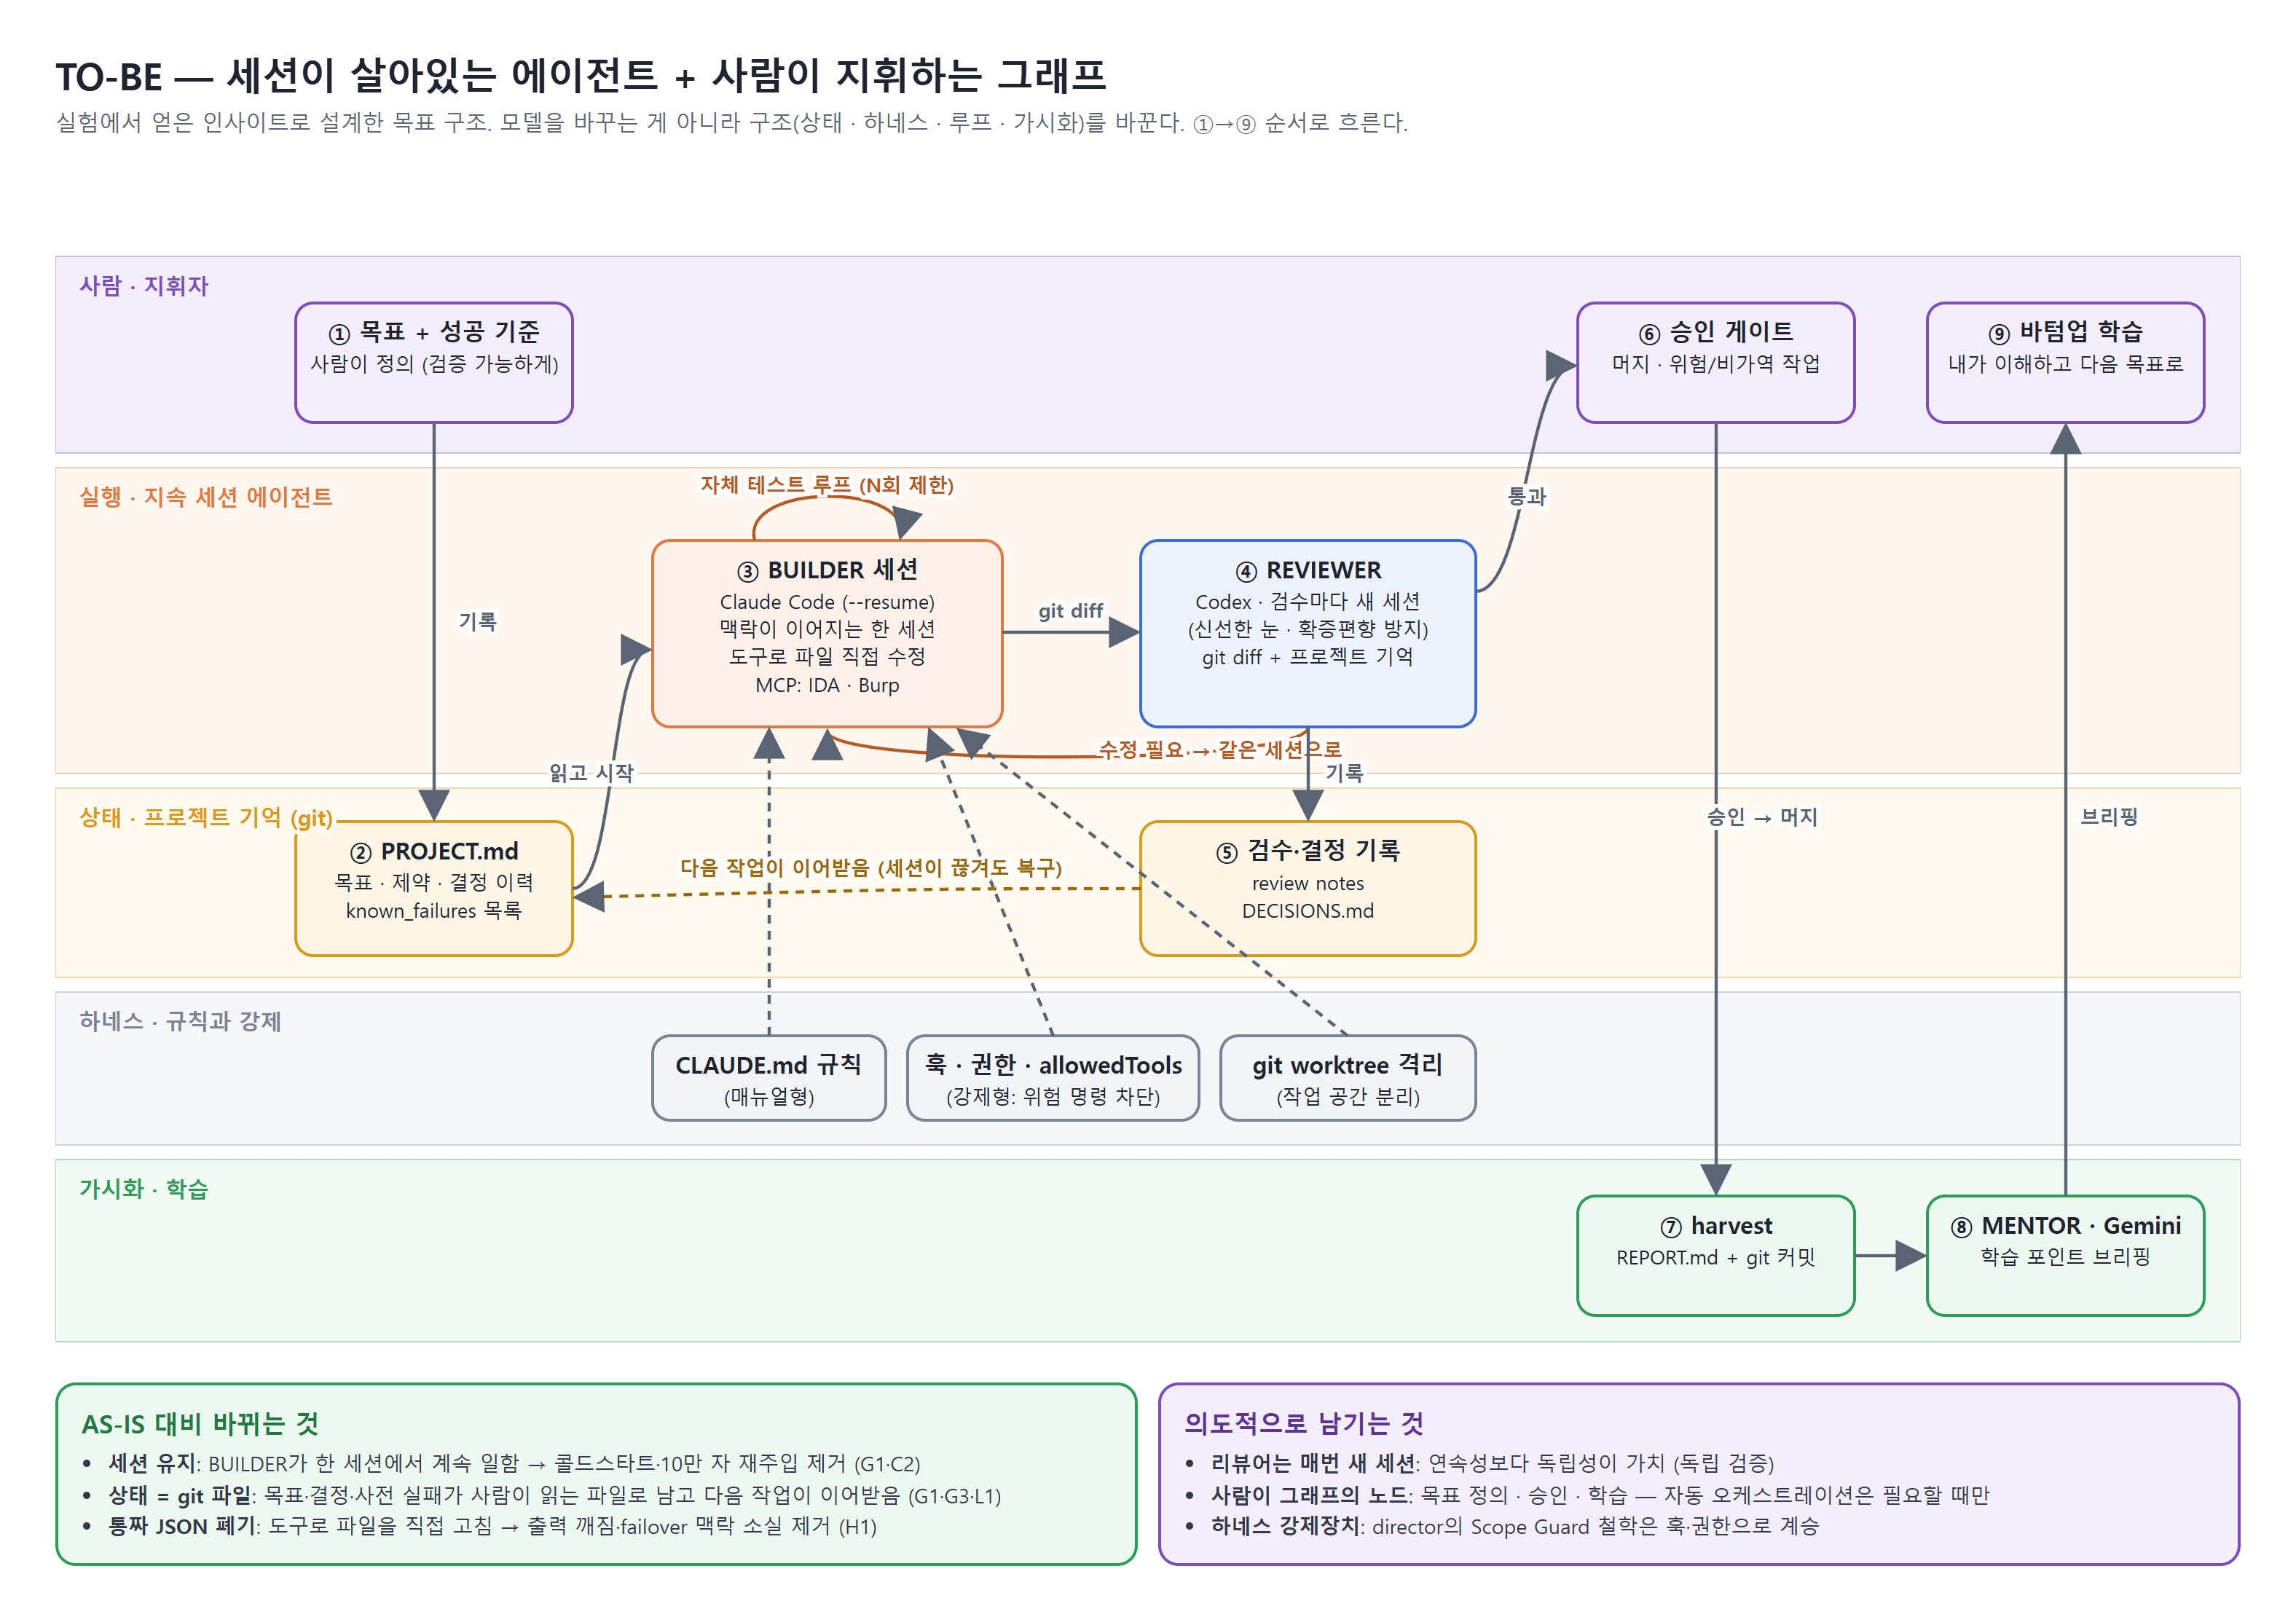 TO-BE — 세션이 살아있는 에이전트 + 사람이 지휘하는 그래프
실험에서 얻은 인사이트로 설계한 목표 구조. 모델을 바꾸는 게 아니라 구조(상태 · 하네스 · 루프 · 가시화)를 바꾼다. ①→⑨ 순서로 흐른다.
사람 · 지휘자
① 목표 + 성공 기준
사람이 정의 (검증 가능하게)
⑥ 승인 게이트
머지 · 위험/비가역 작업
⑨ 바텀업 학습
내가 이해하고 다음 목표로
실행 · 지속 세션 에이전트
자체 테스트 루프 (N회 제한)
통과
③ BUILDER 세션
Claude Code (--resume)
맥락이 이어지는 한 세션
도구로 파일 직접 수정
MCP: IDA · Burp
git diff
④ REVIEWER
Codex · 검수마다 새 세션
(신선한 눈 · 확증편향 방지)
git diff + 프로젝트 기억
기록
수정 필요 → 같은 세션으로
읽고 시작
기록
상태 · 프로젝트 기억 (git)
승인 → 머지
브리핑
② PROJECT.md
목표 · 제약 · 결정 이력
known_failures 목록
다음 작업이 이어받음 (세션이 끊겨도 복구)
⑤ 검수·결정 기록
review notes
DECISIONS.md
하네스 · 규칙과 강제
CLAUDE.md 규칙
(매뉴얼형)
훅 · 권한 · allowedTools
(강제형: 위험 명령 차단)
git worktree 격리
(작업 공간 분리)
가시화 · 학습
⑦ harvest
REPORT.md + git 커밋
⑧ MENTOR · Gemini
학습 포인트 브리핑
AS-IS 대비 바뀌는 것
• 세션 유지: BUILDER가 한 세션에서 계속 일함 → 콜드스타트·10만 자 재주입 제거 (G1·C2)
• 상태 = git 파일: 목표·결정·사전 실패가 사람이 읽는 파일로 남고 다음 작업이 이어받음 (G1·G3·L1)
• 통짜 JSON 폐기: 도구로 파일을 직접 고침 → 출력 깨짐·failover 맥락 소실 제거 (H1)
의도적으로 남기는 것
• 리뷰어는 매번 새 세션: 연속성보다 독립성이 가치 (독립 검증)
• 사람이 그래프의 노드: 목표 정의 · 승인 · 학습 — 자동 오케스트레이션은 필요할 때만
• 하네스 강제장치: director의 Scope Guard 철학은 훅·권한으로 계승